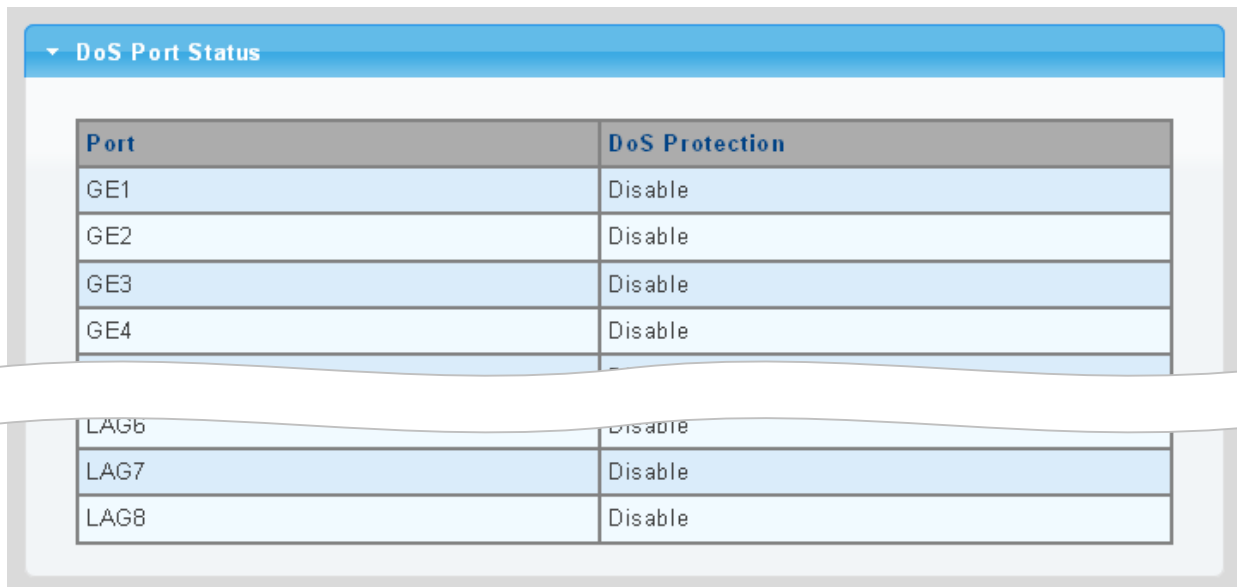 DoS Port Status
Port DoS Protection
GE1 Disable
GE2 Disable
GE3 Disable
GE4 Disable
LAG6 Disable
LAG7 Disable
LAG8 Disable